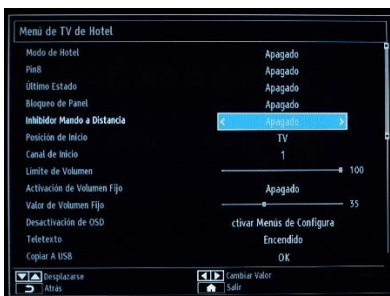 Menú de TV de Hotel
Modo de Hotel Apagado
Pin8 Apagado
Último Estado Apagado
Bloqueo de Panel Apagado
Inhibidor Mando a Distancia Apagado
Posición de Inicio TV
Canal de Inicio 1
Límite de Volumen 100
Activación de Volumen Fijo Apagado
Valor de Volumen Fijo 35
Desactivación de OSD ctivar Menús de Configura
Teletexto Encendido
Copiar A USB OK
Desplazarse Cambiar Valor
Atrás Salir